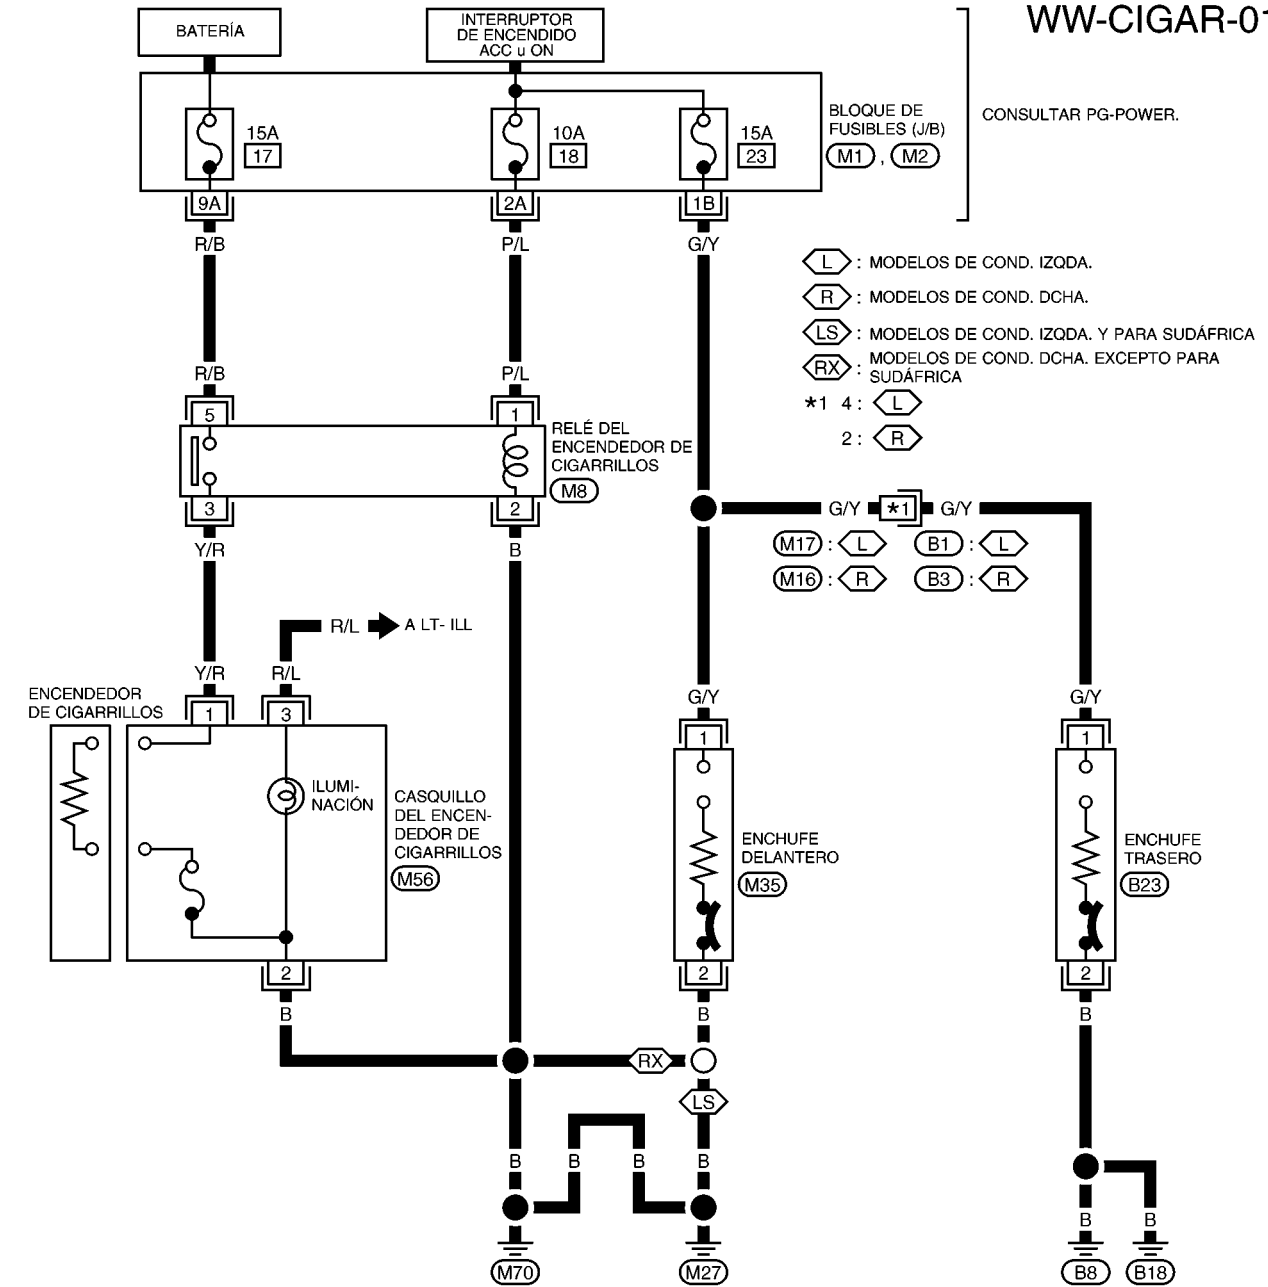 WW-CIGAR-01
BATERÍA
INTERRUPTOR
DE ENCENDIDO
ACC u ON
BLOQUE DE
FUSIBLES (J/B)
M1 , M2
CONSULTAR PG-POWER.
15A
17
10A
18
15A
23
9A
2A
1B
R/B
P/L
G/Y
L : MODELOS DE COND. IZQDA.
R : MODELOS DE COND. DCHA.
LS : MODELOS DE COND. IZQDA. Y PARA SUDÁFRICA
RX : MODELOS DE COND. DCHA. EXCEPTO PARA
SUDÁFRICA
*1 4: L
2: R
R/B
P/L
5
1
RELÉ DEL
ENCENDEDOR DE
CIGARRILLOS
M8
3
2
Y/R
B
G/Y *1 G/Y
M17 : L B1 : L
M16 : R B3 : R
R/L A LT- ILL
Y/R
R/L
G/Y
G/Y
ENCENDEDOR
DE CIGARRILLOS
1
3
1
1
ILUMI-
NACIÓN
CASQUILLO
DEL ENCEN-
DEDOR DE
CIGARRILLOS
M56
ENCHUFE
DELANTERO
M35
ENCHUFE
TRASERO
B23
2
2
2
B
B
B
RX
LS
B
B
B
B
B
B
M70
M27
B8
B18